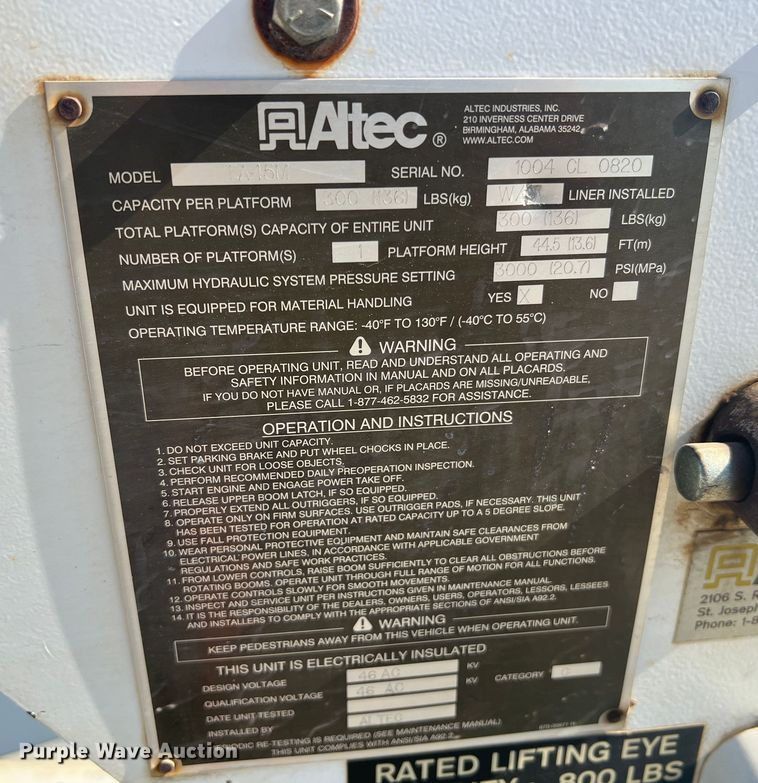 Altec ®
ALTEC INDUSTRIES, INC.
210 INVERNESS CENTER DRIVE
BIRMINGHAM, ALABAMA 35242
WWW.ALTEC.COM
MODEL SERIAL NO. 1004 CL 0820
CAPACITY PER PLATFORM 300 (136) LBS(kg) LINER INSTALLED
TOTAL PLATFORM(S) CAPACITY OF ENTIRE UNIT 300 (136) LBS(kg)
NUMBER OF PLATFORM(S) 1 PLATFORM HEIGHT 44.5 (13.6) FT(m)
MAXIMUM HYDRAULIC SYSTEM PRESSURE SETTING 3000 (20.7) PSI(MPa)
UNIT IS EQUIPPED FOR MATERIAL HANDLING YES X NO
OPERATING TEMPERATURE RANGE: -40°F TO 130°F / (-40°C TO 55°C)
WARNING
BEFORE OPERATING UNIT, READ AND UNDERSTAND ALL OPERATING AND
SAFETY INFORMATION IN MANUAL AND ON ALL PLACARDS.
IF YOU DO NOT HAVE MANUAL OR, IF PLACARDS ARE MISSING/UNREADABLE,
PLEASE CALL 1-877-462-5832 FOR ASSISTANCE.
OPERATION AND INSTRUCTIONS
1. DO NOT EXCEED UNIT CAPACITY.
2. SET PARKING BRAKE AND PUT WHEEL CHOCKS IN PLACE.
3. CHECK UNIT FOR LOOSE OBJECTS.
4. PERFORM RECOMMENDED DAILY PREOPERATION INSPECTION.
5. START ENGINE AND ENGAGE POWER TAKE OFF.
6. RELEASE UPPER BOOM LATCH, IF SO EQUIPPED.
7. PROPERLY EXTEND ALL OUTRIGGERS, IF SO EQUIPPED.
8. OPERATE ONLY ON FIRM SURFACES. USE OUTRIGGER PADS, IF NECESSARY. THIS UNIT
HAS BEEN TESTED FOR OPERATION AT RATED CAPACITY UP TO A 5 DEGREE SLOPE.
9. USE FALL PROTECTION EQUIPMENT.
10. WEAR PERSONAL PROTECTIVE EQUIPMENT AND MAINTAIN SAFE CLEARANCES FROM
ELECTRICAL POWER LINES, IN ACCORDANCE WITH APPLICABLE GOVERNMENT
REGULATIONS AND SAFE WORK PRACTICES.
11. FROM LOWER CONTROLS, RAISE BOOM SUFFICIENTLY TO CLEAR ALL OBSTRUCTIONS BEFORE
ROTATING BOOMS. OPERATE UNIT THROUGH FULL RANGE OF MOTION FOR ALL FUNCTIONS.
12. OPERATE CONTROLS SLOWLY FOR SMOOTH MOVEMENTS.
13. INSPECT AND SERVICE UNIT PER INSTRUCTIONS GIVEN IN MAINTENANCE MANUAL.
14. IT IS THE RESPONSIBILITY OF THE DEALERS, OWNERS, USERS, OPERATORS, LESSORS, LESSEES
AND INSTALLERS TO COMPLY WITH THE APPROPRIATE SECTIONS OF ANSI/SIA A92.2.
WARNING
KEEP PEDESTRIANS AWAY FROM THIS VEHICLE WHEN OPERATING UNIT.
THIS UNIT IS ELECTRICALLY INSULATED
DESIGN VOLTAGE 46 AC KV CATEGORY
QUALIFICATION VOLTAGE 46 AC KV
DATE UNIT TESTED
INSTALLED BY ALTEC
RE-TESTING IS REQUIRED (SEE MAINTENANCE MANUAL)
THIS UNIT COMPLIES WITH ANSI/SIA A92.2
2106 S. R
St. Joseph
Phone: 1-8
RATED LIFTING EYE
800 LBS
Purple Wave Auction